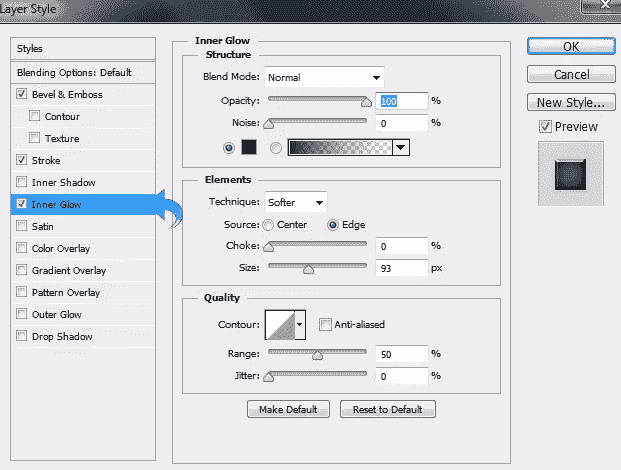 Layer Style
Styles
Blending Options: Default
Bevel & Emboss
Contour
Texture
Stroke
Inner Shadow
Inner Glow
Satin
Color Overlay
Gradient Overlay
Pattern Overlay
Outer Glow
Drop Shadow
Inner Glow
Structure
Blend Mode: Normal
Opacity: 100 %
Noise: 0 %
Elements
Technique: Softer
Source: Center Edge
Choke: 0 %
Size: 93 px
Quality
Contour: Anti-aliased
Range: 50 %
Jitter: 0 %
Make Default Reset to Default
OK
Cancel
New Style...
Preview